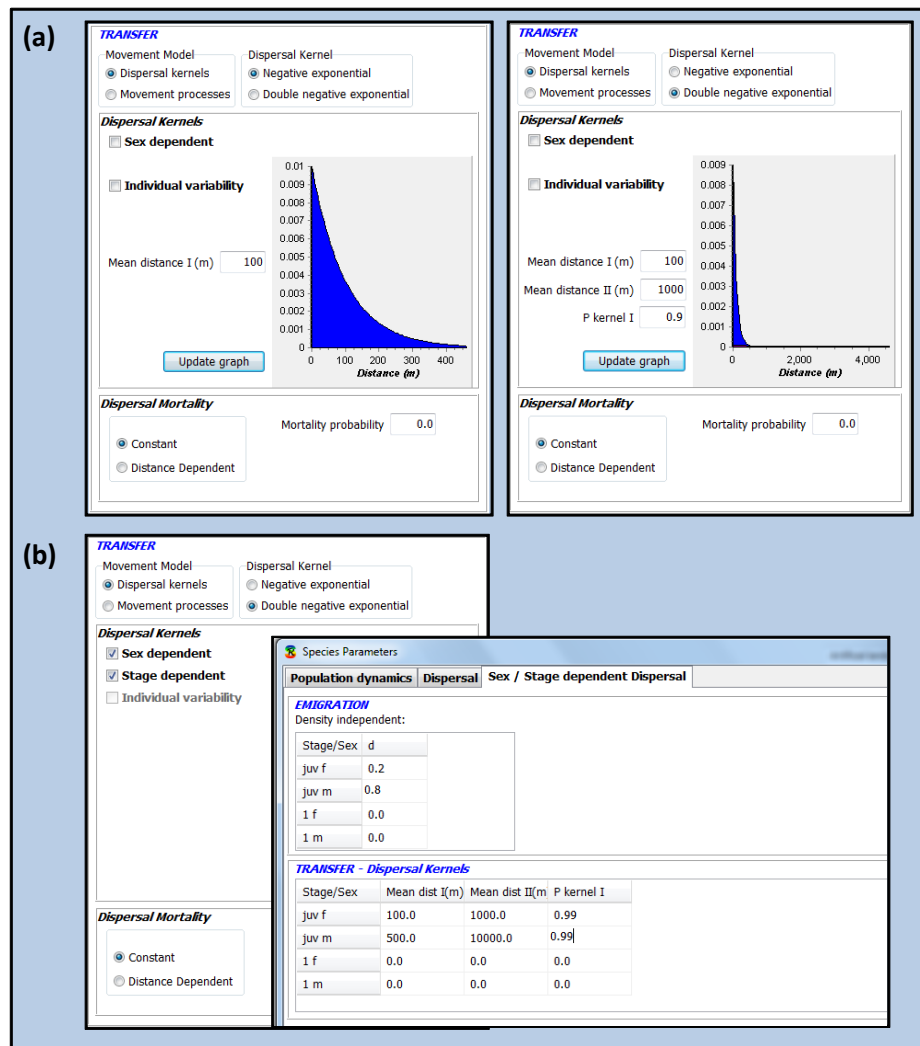 (a)
TRANSFER
Movement Model Dispersal Kernel
Dispersal kernels Negative exponential
Movement processes Double negative exponential
Dispersal Kernels
Sex dependent
Individual variability
Mean distance I (m) 100
Update graph
0.01
0.009
0.008
0.007
0.006
0.005
0.004
0.003
0.002
0.001
0
0 100 200 300 400
Distance (m)
Dispersal Mortality
Constant
Distance Dependent
Mortality probability 0.0
TRANSFER
Movement Model Dispersal Kernel
Dispersal kernels Negative exponential
Movement processes Double negative exponential
Dispersal Kernels
Sex dependent
Individual variability
Mean distance I (m) 100
Mean distance II (m) 1000
P kernel I 0.9
Update graph
0.009
0.008
0.007
0.006
0.005
0.004
0.003
0.002
0.001
0
0 2,000 4,000
Distance (m)
Dispersal Mortality
Constant
Distance Dependent
Mortality probability 0.0
(b)
TRANSFER
Movement Model Dispersal Kernel
Dispersal kernels Negative exponential
Movement processes Double negative exponential
Dispersal Kernels
Sex dependent
Stage dependent
Individual variability
Dispersal Mortality
Constant
Distance Dependent
Species Parameters
Population dynamics Dispersal Sex / Stage dependent Dispersal
EMIGRATION
Density independent:
Stage/Sex d
juv f 0.2
juv m 0.8
1 f 0.0
1 m 0.0
TRANSFER - Dispersal Kernels
Stage/Sex Mean dist I(m) Mean dist II(m P kernel I
juv f 100.0 1000.0 0.99
juv m 500.0 10000.0 0.99
1 f 0.0 0.0 0.0
1 m 0.0 0.0 0.0